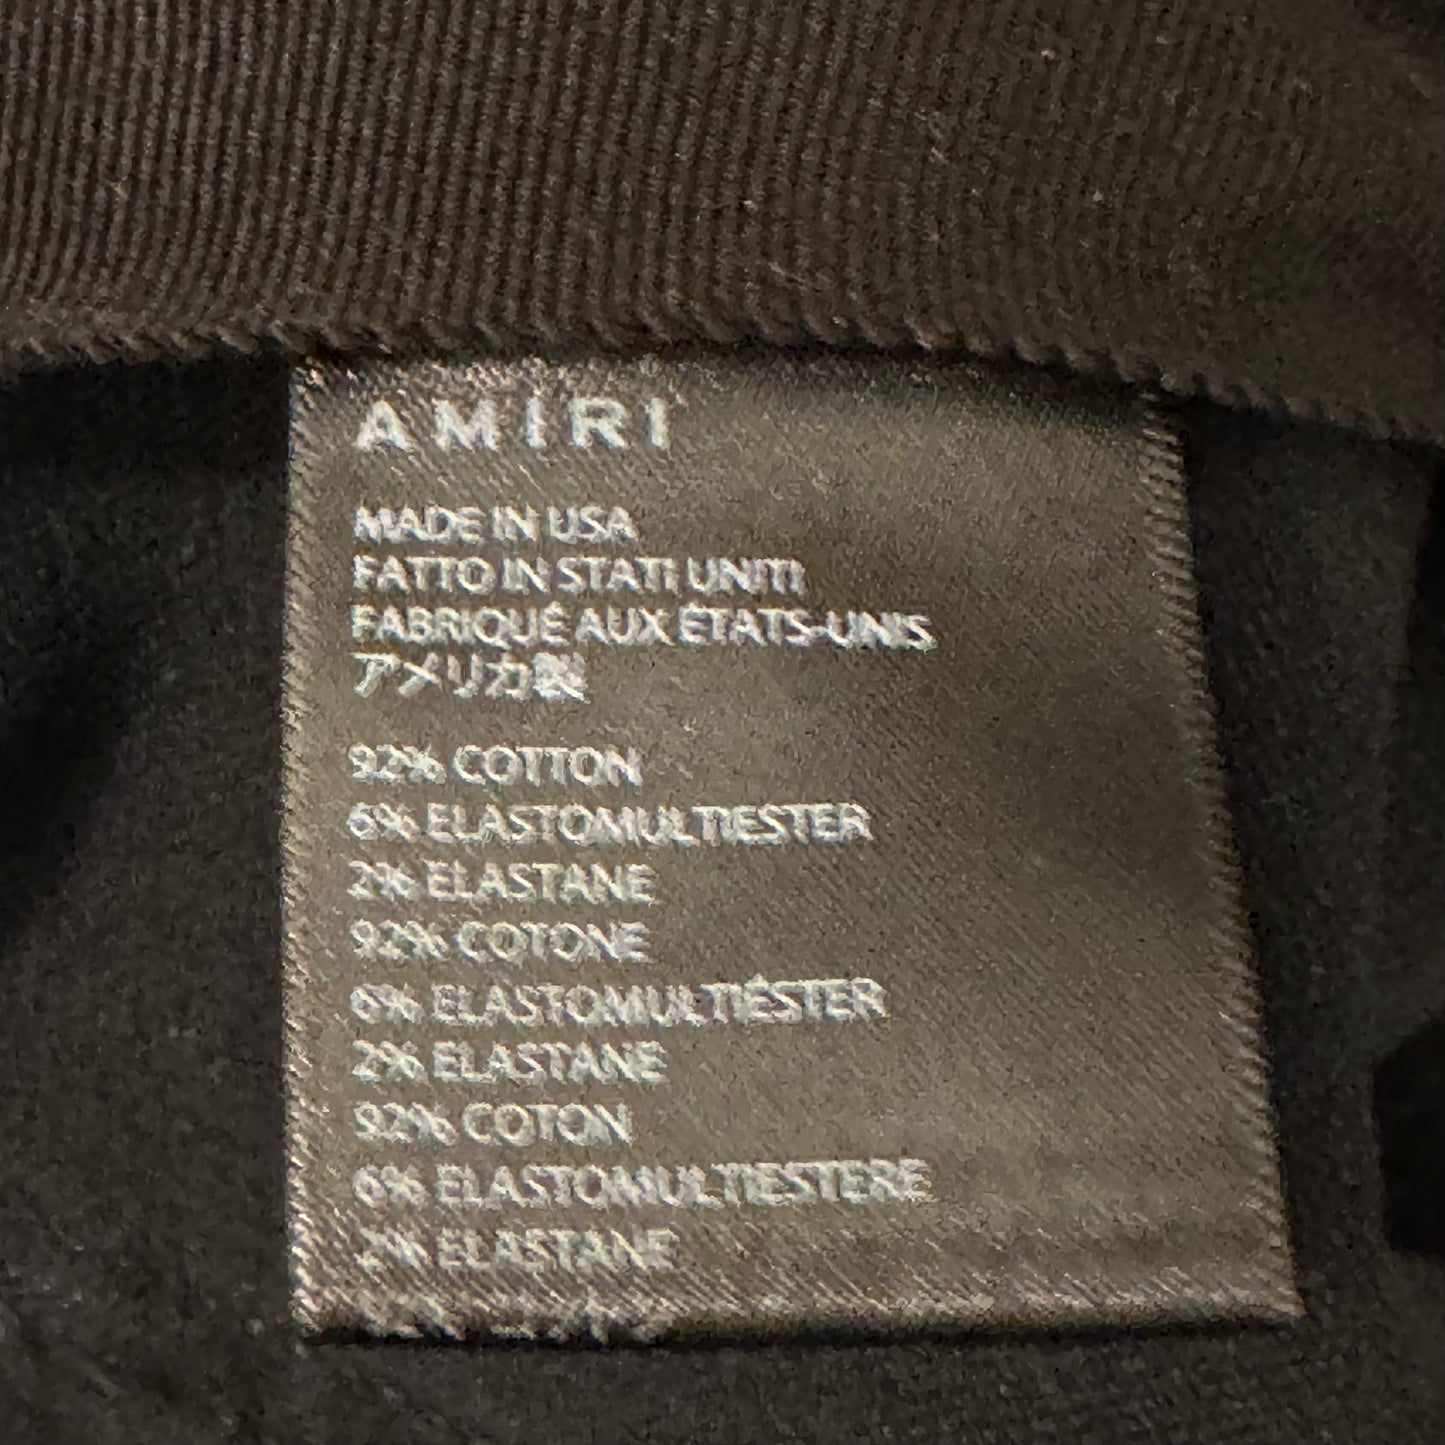 AMIRI
MADE IN USA
FATTO IN STATI UNITI
FABRIQUÉ AUX ÉTATS-UNIS
アメリカ製
92% COTTON
6% ELASTOMULTIESTER
2% ELASTANE
92% COTONE
6% ELASTOMULTIÉSTER
2% ELASTANE
92% COTON
6% ELASTOMULTIESTERE
2% ELASTANE